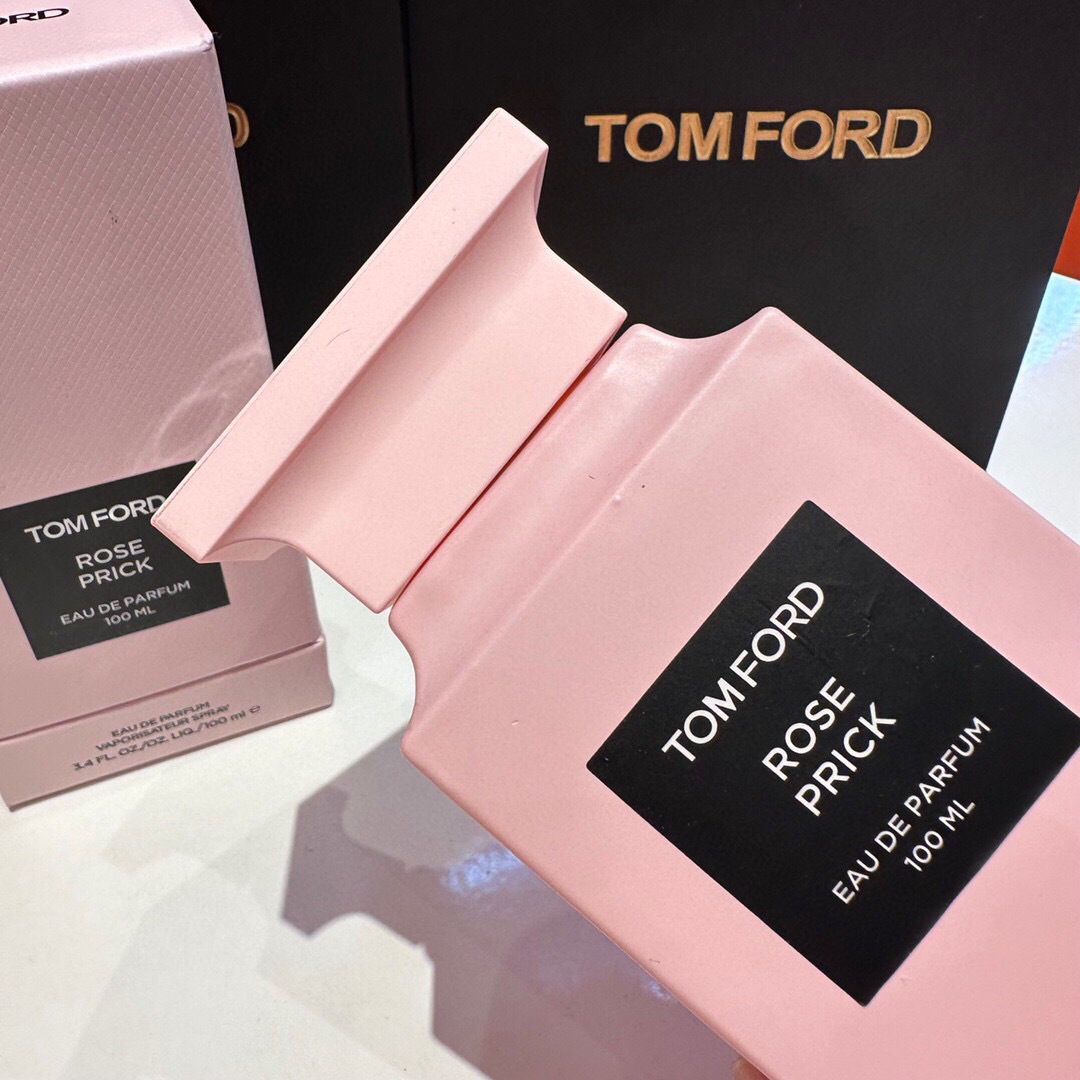 TOM FORD
TOM FORD
ROSE
PRICK
EAU DE PARFUM
100 ML
EAU DE PARFUM
VAPORISATEUR SPRAY
3.4 FL. OZ./OZ. LIQ./100 ml ℮
TOM FORD
ROSE
PRICK
EAU DE PARFUM
100 ML